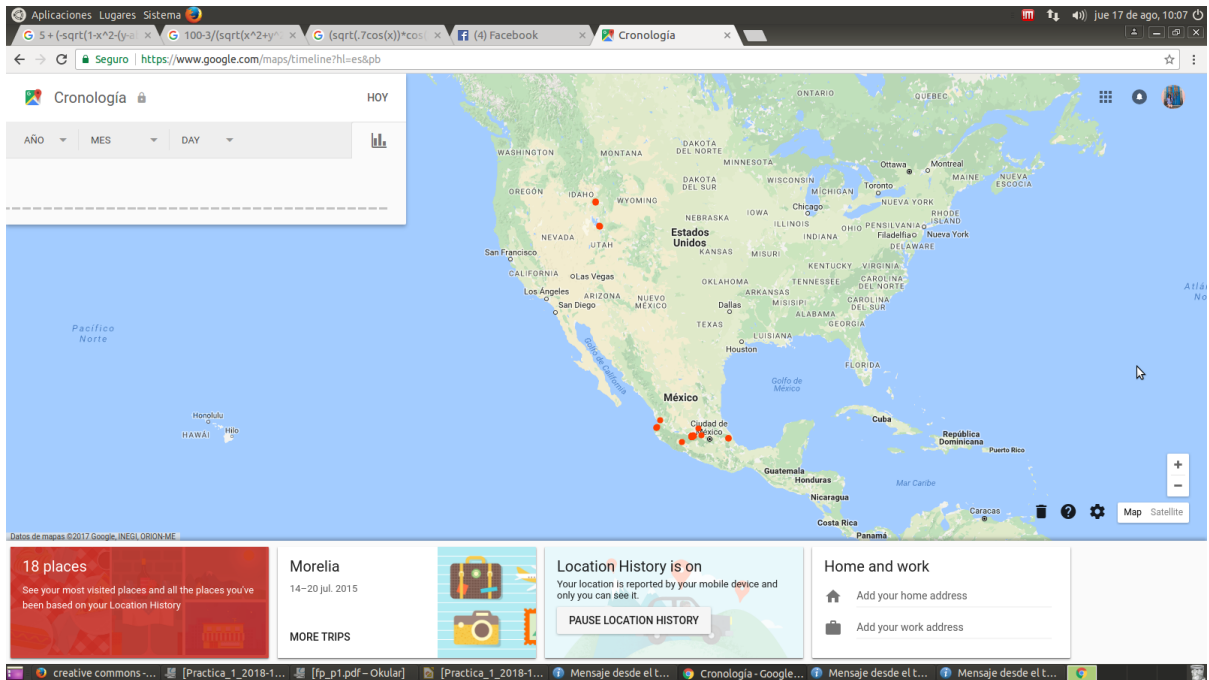 Aplicaciones Lugares Sistema
jue 17 de ago, 10:07
5 + (-sqrt(1-x^2-(y-a
100-3/(sqrt(x^2+y^
(sqrt(.7cos(x))*cos(
(4) Facebook
Cronología
Seguro | https://www.google.com/maps/timeline?hl=es&pb
Cronología
HOY
AÑO MES DAY
ONTARIO
QUEBEC
WASHINGTON
MONTANA
DAKOTA DEL NORTE
MINNESOTA
Ottawa
Montreal
MAINE
NUEVA ESCOCIA
OREGÓN
IDAHO
WYOMING
DAKOTA DEL SUR
WISCONSIN
MÍCHIGAN
Toronto
NUEVA YORK
Chicago
RHODE ISLAND
NEBRASKA
IOWA
ILLINOIS
INDIANA
OHIO
PENSILVANIA
Filadelfia
Nueva York
DELAWARE
NEVADA
UTAH
Estados Unidos
KANSAS
MISURI
San Francisco
CALIFORNIA
Las Vegas
KENTUCKY
VIRGINIA
OKLAHOMA
TENNESSEE
CAROLINA DEL NORTE
Los Ángeles
ARIZONA
NUEVO MÉXICO
ARKANSAS
San Diego
Dallas
MISISIPI
CAROLINA DEL SUR
ALABAMA
TEXAS
GEORGIA
LUISIANA
Houston
Atlá
No
Pacífico
Norte
Golfo de California
FLORIDA
Golfo de
México
México
Ciudad de
México
Honolulu
HAWÁI
Hilo
Cuba
República
Dominicana
Puerto Rico
Guatemala
Honduras
Mar Caribe
Nicaragua
Caracas
Costa Rica
Panamá
+
−
Map Satellite
Datos de mapas ©2017 Google, INEGI, ORION-ME
18 places
See your most visited places and all the places you've
been based on your Location History
Morelia
14–20 jul. 2015
MORE TRIPS
Location History is on
Your location is reported by your mobile device and
only you can see it.
PAUSE LOCATION HISTORY
Home and work
Add your home address
Add your work address
creative commons -...
[Practica_1_2018-1...
[fp_p1.pdf – Okular]
[Practica_1_2018-1...
Mensaje desde el t...
Cronología - Google...
Mensaje desde el t...
Mensaje desde el t...